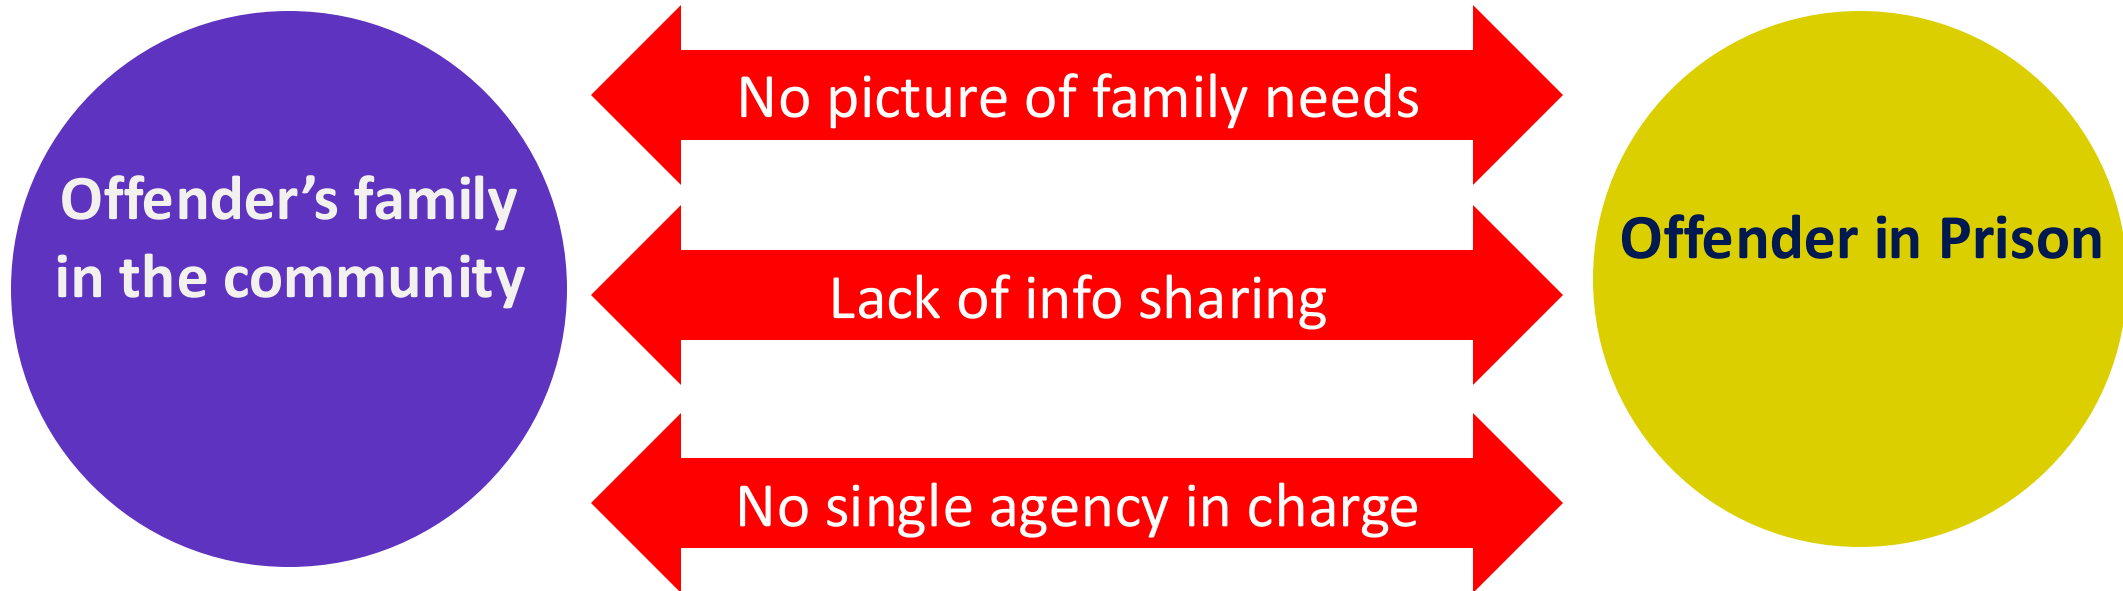 Offender’s family
in the community
No picture of family needs
Lack of info sharing
No single agency in charge
Offender in Prison